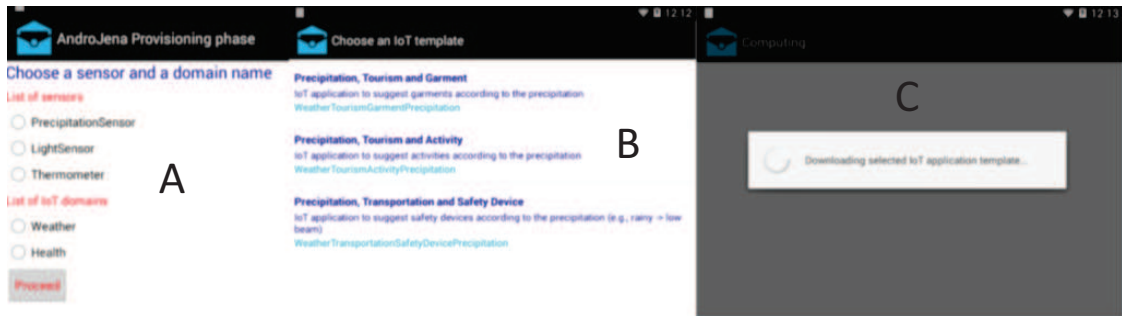 AndroJena Provisioning phase
Choose a sensor and a domain name
List of sensors
PrecipitationSensor
LightSensor
Thermometer
List of IoT domains
Weather
Health
Proceed
A
12:12
Choose an IoT template
Precipitation, Tourism and Garment
IoT application to suggest garments according to the precipitation
WeatherTourismGarmentPrecipitation
Precipitation, Tourism and Activity
IoT application to suggest activities according to the precipitation
WeatherTourismActivityPrecipitation
Precipitation, Transportation and Safety Device
IoT application to suggest safety devices according to the precipitation (e.g., rainy -> low
beam)
WeatherTransportationSafetyDevicePrecipitation
B
12:13
Computing
C
Downloading selected IoT application template...